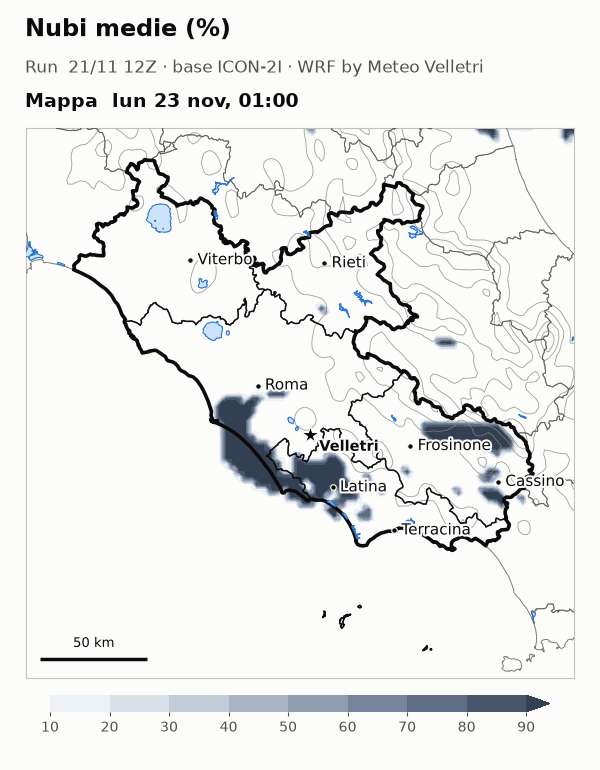 Nubi medie (%)
Run  21/11 12Z · base ICON-2I · WRF by Meteo Velletri
Mappa  lun 23 nov, 01:00
Viterbo
Rieti
Roma
Velletri
Frosinone
Latina
Cassino
Terracina
50 km
10 20 30 40 50 60 70 80 90